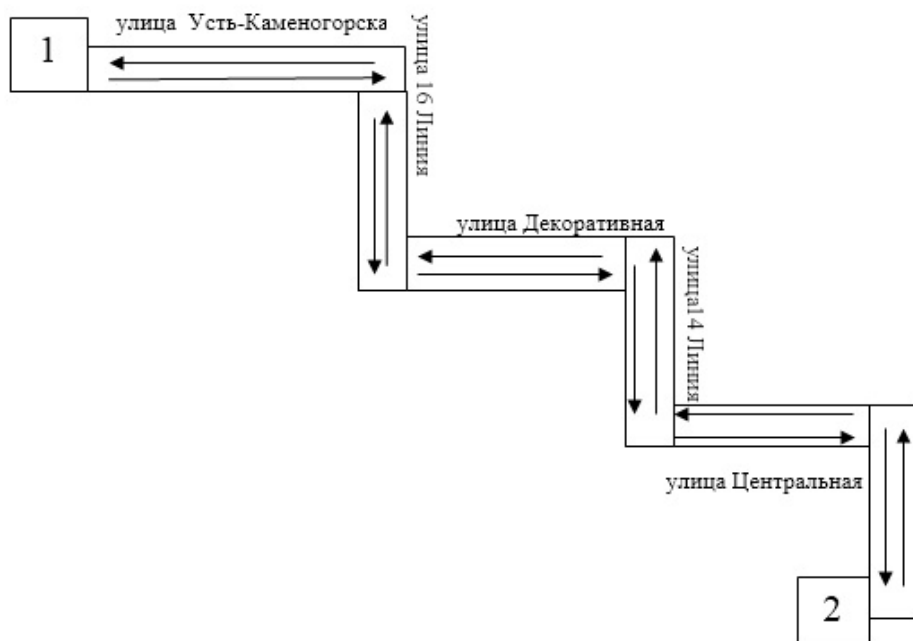 улица Усть-Каменогорска
1
улица 16 Линия
улица Декоративная
улица14 Линия
улица Центральная
2